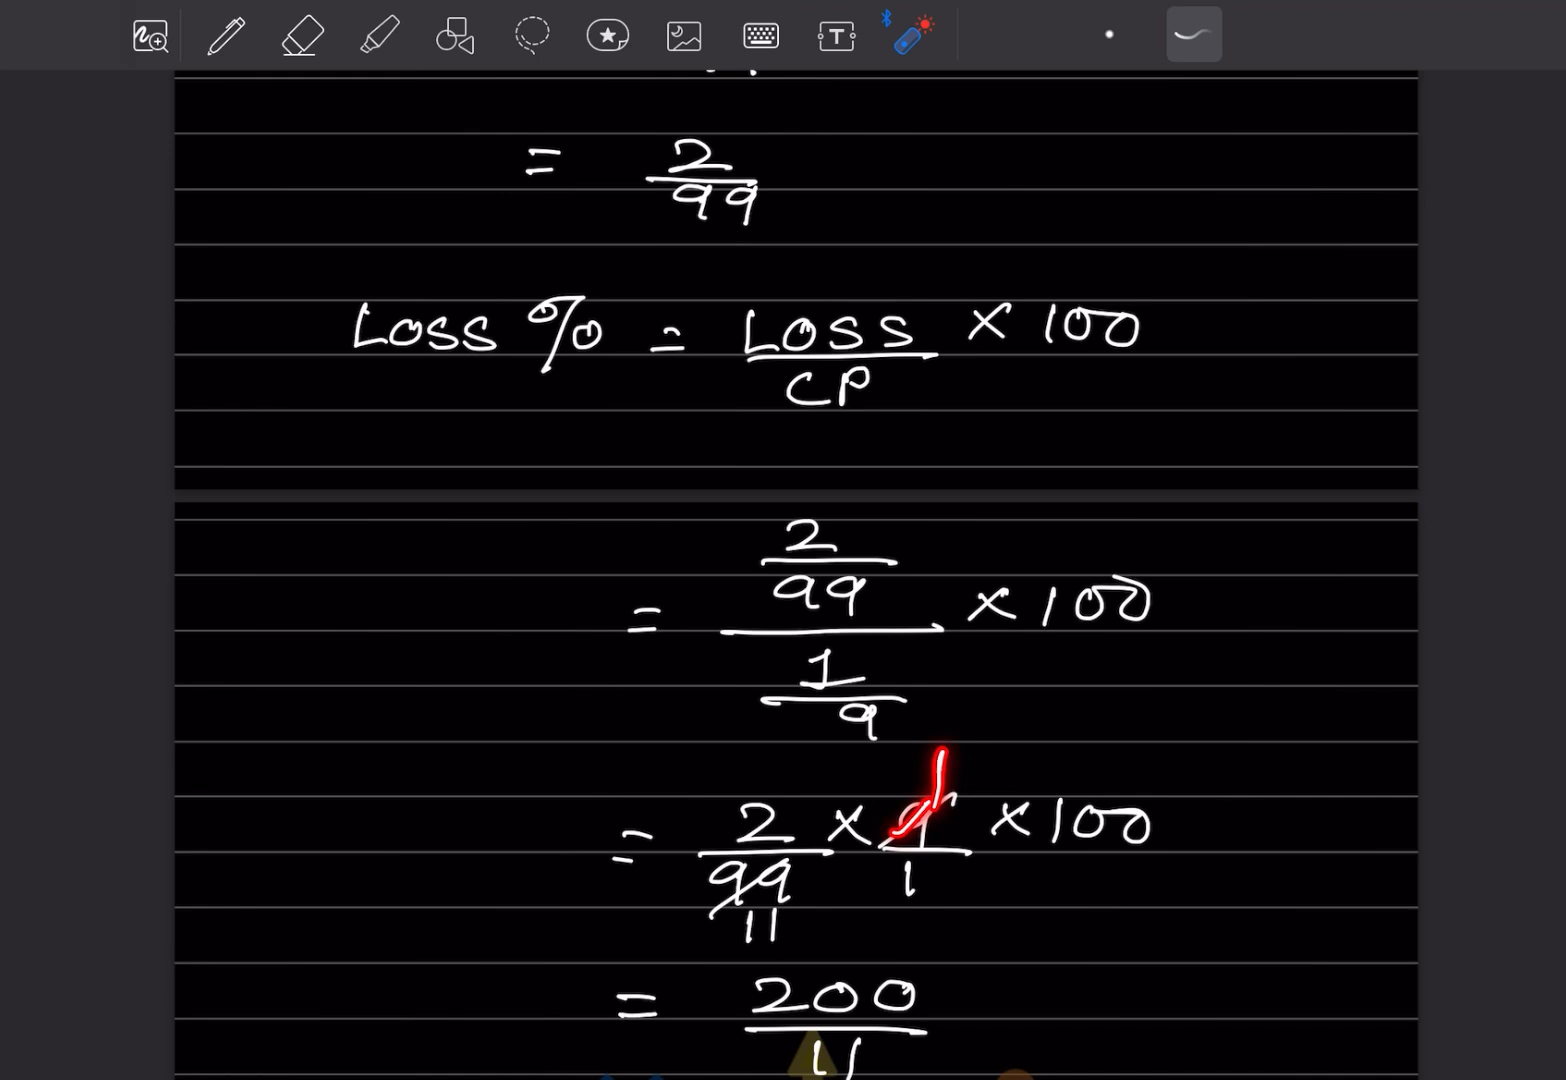 = 2/99
Loss % = Loss/CP × 100
= (2/99)/(1/9) × 100
= 2/99 × 9/1 × 100
11
= 200/11